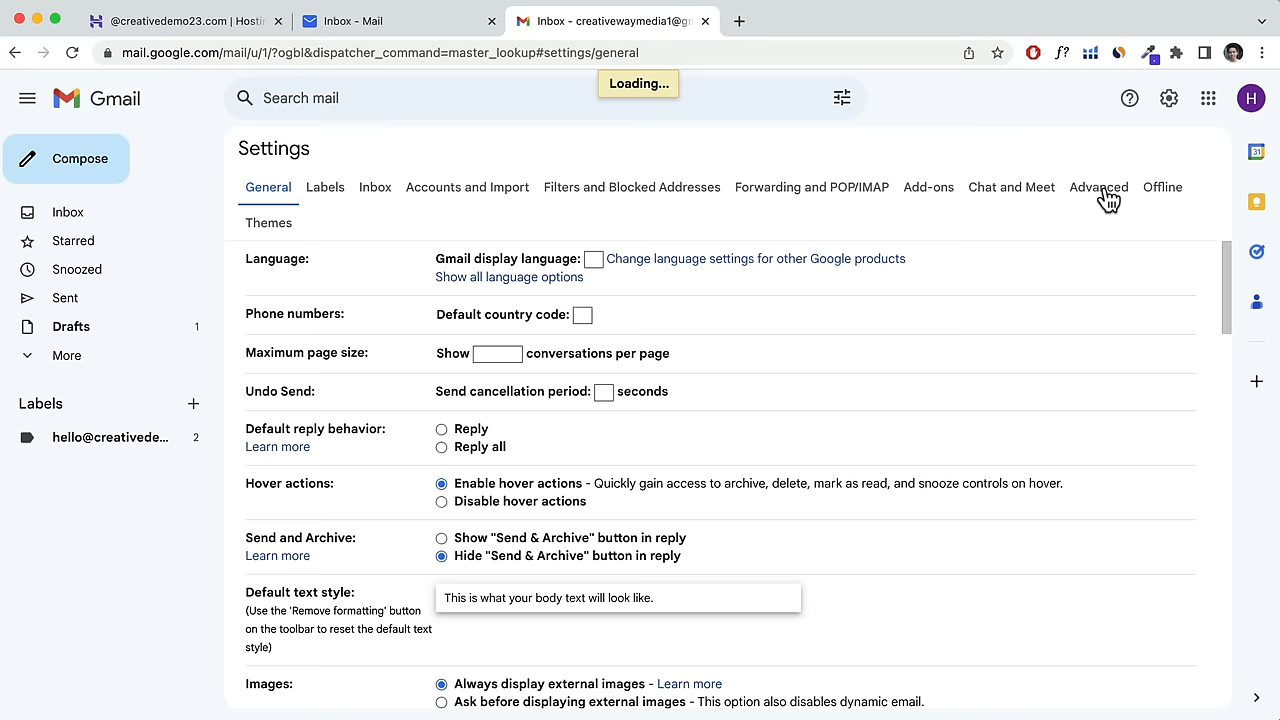 @creativedemo23.com | Hostin
Inbox - Mail
Inbox - creativewaymedia1@gm
mail.google.com/mail/u/1/?ogbl&dispatcher_command=master_lookup#settings/general
f?
Loading...
Gmail
Search mail
H
Compose
Inbox
Starred
Snoozed
Sent
Drafts 1
More
Labels
hello@creativede... 2
31
Settings
General Labels Inbox Accounts and Import Filters and Blocked Addresses Forwarding and POP/IMAP Add-ons Chat and Meet Advanced Offline
Themes
Language: Gmail display language: Change language settings for other Google products
Show all language options
Phone numbers: Default country code:
Maximum page size: Show conversations per page
Undo Send: Send cancellation period: seconds
Default reply behavior: Reply
Learn more Reply all
Hover actions: Enable hover actions - Quickly gain access to archive, delete, mark as read, and snooze controls on hover.
Disable hover actions
Send and Archive: Show "Send & Archive" button in reply
Learn more Hide "Send & Archive" button in reply
Default text style: This is what your body text will look like.
(Use the 'Remove formatting' button
on the toolbar to reset the default text
style)
Images: Always display external images - Learn more
Ask before displaying external images - This option also disables dynamic email.